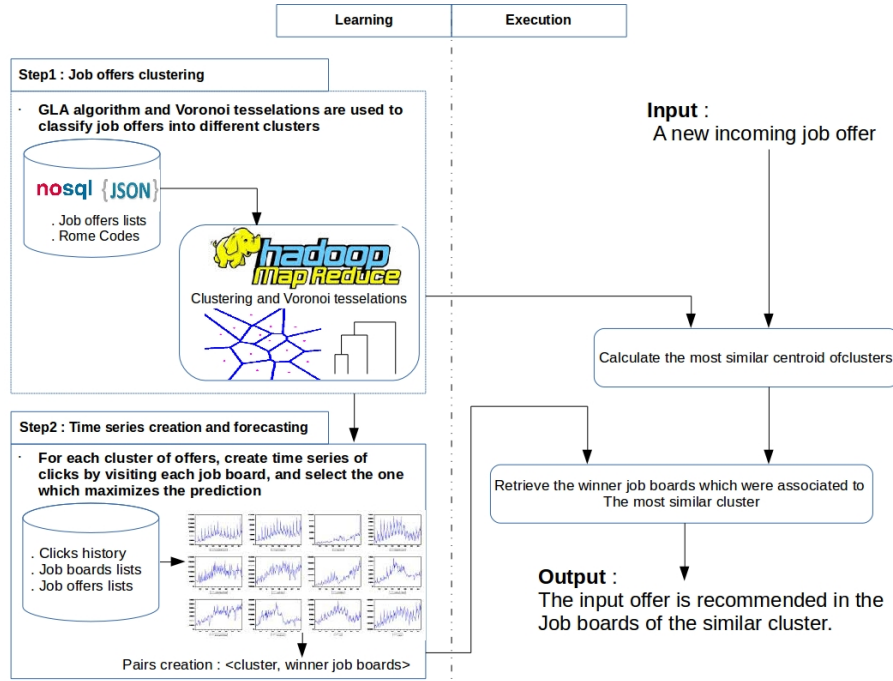 Learning
Execution
Step1 : Job offers clustering
· GLA algorithm and Voronoi tesselations are used to
classify job offers into different clusters
nosql {JSON}
. Job offers lists
. Rome Codes
hadoop
Map Reduce
Clustering and Voronoi tesselations
Step2 : Time series creation and forecasting
· For each cluster of offers, create time series of
clicks by visiting each job board, and select the one
which maximizes the prediction
. Clicks history
. Job boards lists
. Job offers lists
Pairs creation : <cluster, winner job boards>
Input :
A new incoming job offer
Calculate the most similar centroid ofclusters
Retrieve the winner job boards which were associated to
The most similar cluster
Output :
The input offer is recommended in the
Job boards of the similar cluster.